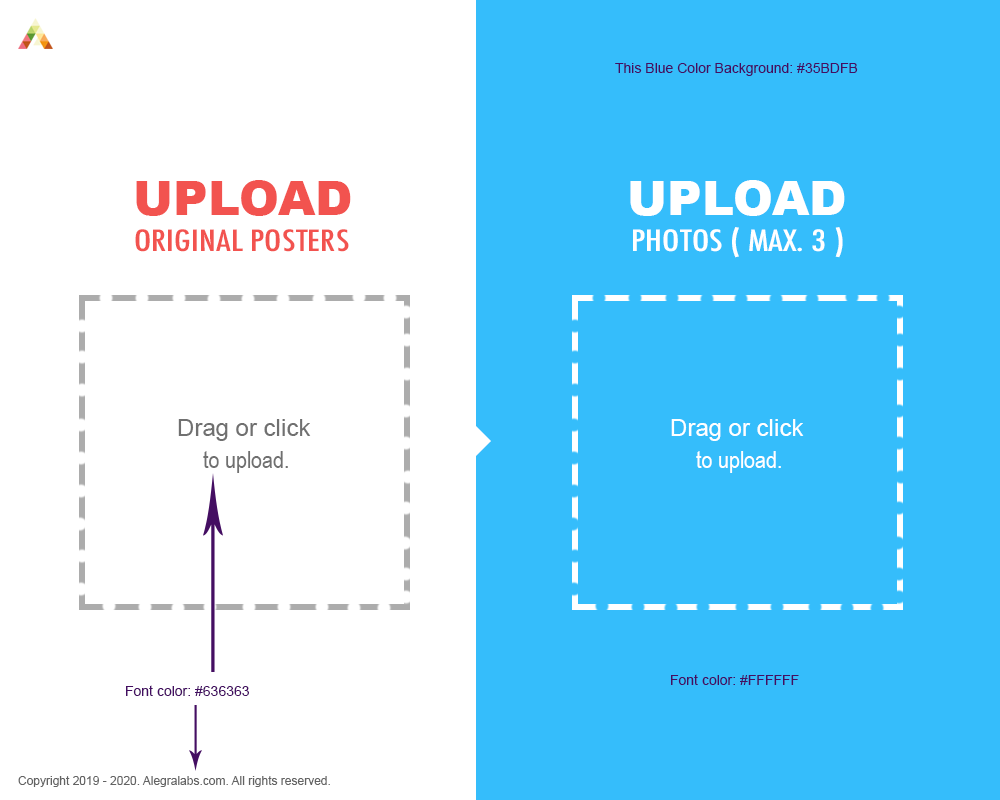 This Blue Color Background: #35BDFB
UPLOAD
ORIGINAL POSTERS
Drag or click
to upload.
Font color: #636363
Copyright 2019 - 2020. Alegralabs.com. All rights reserved.
UPLOAD
PHOTOS ( MAX. 3 )
Drag or click
to upload.
Font color: #FFFFFF